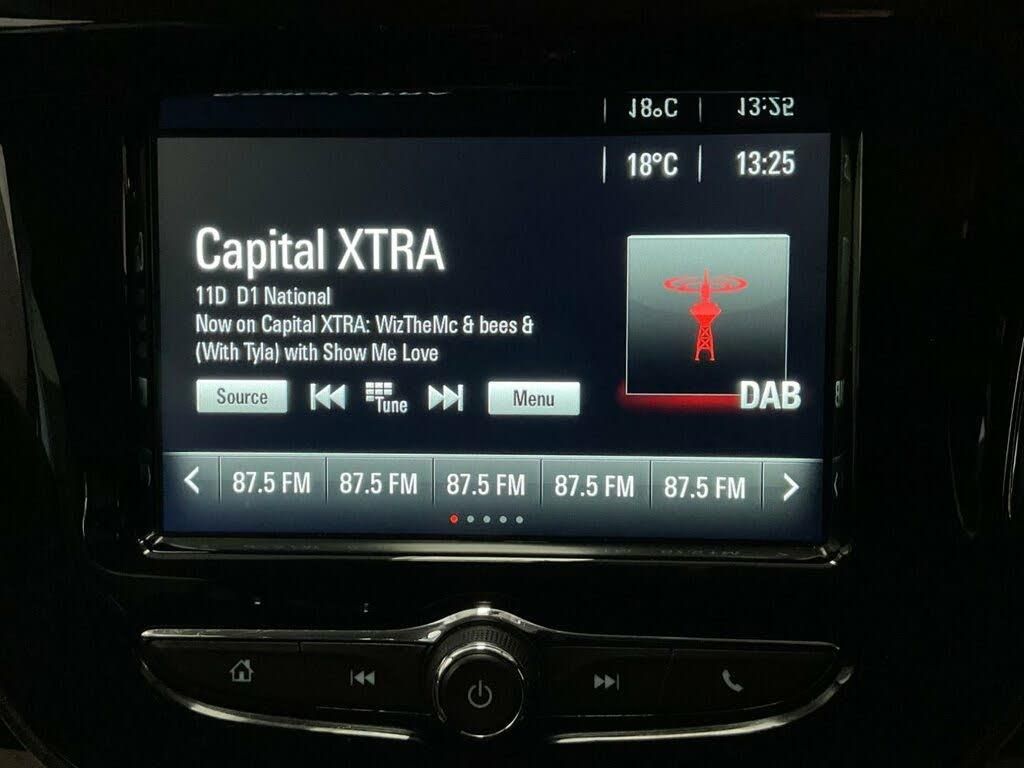 18°C 13:25
Capital XTRA
11D D1 National
Now on Capital XTRA: WizTheMc & bees &
(With Tyla) with Show Me Love
Source Tune Menu
DAB
87.5 FM 87.5 FM 87.5 FM 87.5 FM 87.5 FM